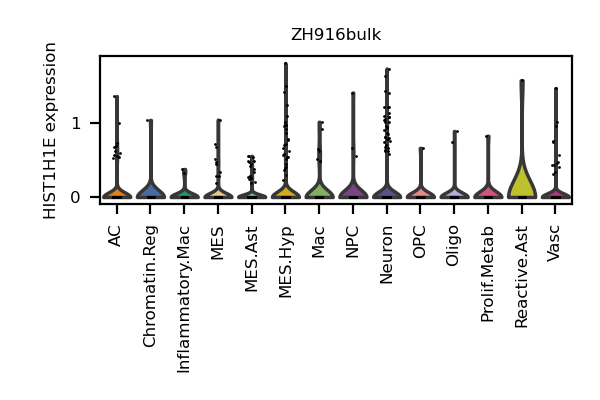 ZH916bulk
HIST1H1E expression
1
0
AC
Chromatin.Reg
Inflammatory.Mac
MES
MES.Ast
MES.Hyp
Mac
NPC
Neuron
OPC
Oligo
Prolif.Metab
Reactive.Ast
Vasc